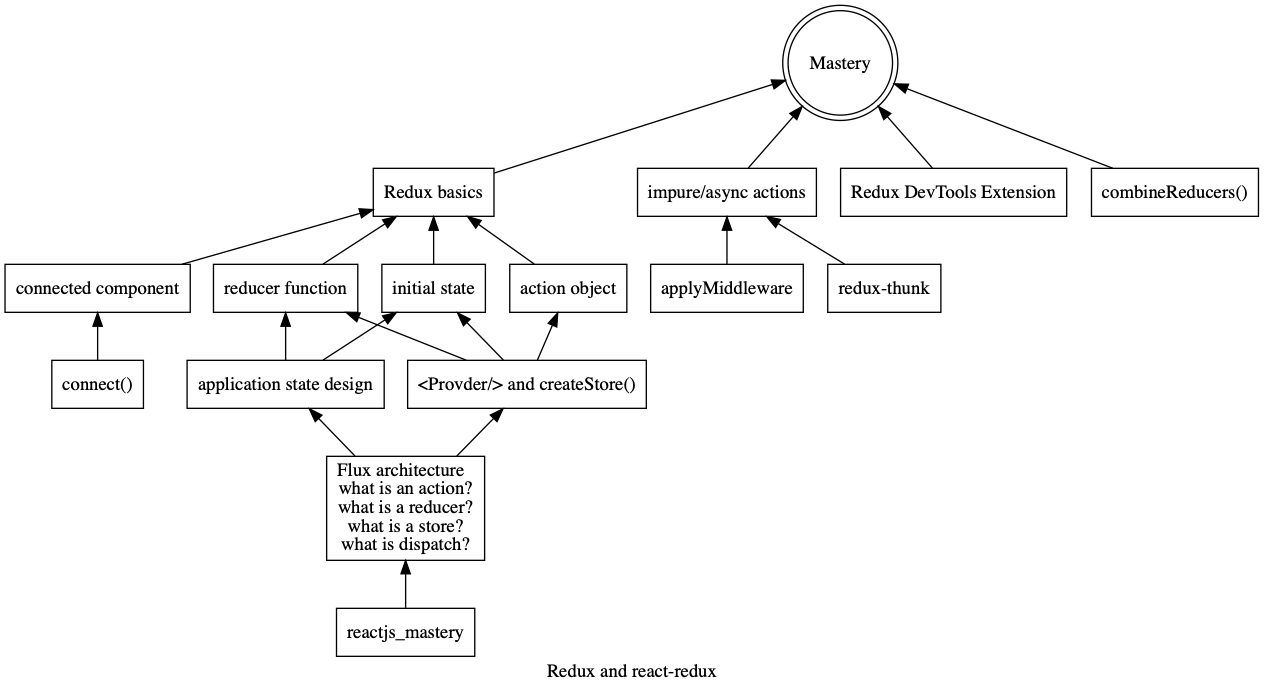 Mastery
Redux basics
impure/async actions
Redux DevTools Extension
combineReducers()
connected component
reducer function
initial state
action object
applyMiddleware
redux-thunk
connect()
application state design
<Provder/> and createStore()
Flux architecture
what is an action?
what is a reducer?
what is a store?
what is dispatch?
reactjs_mastery
Redux and react-redux